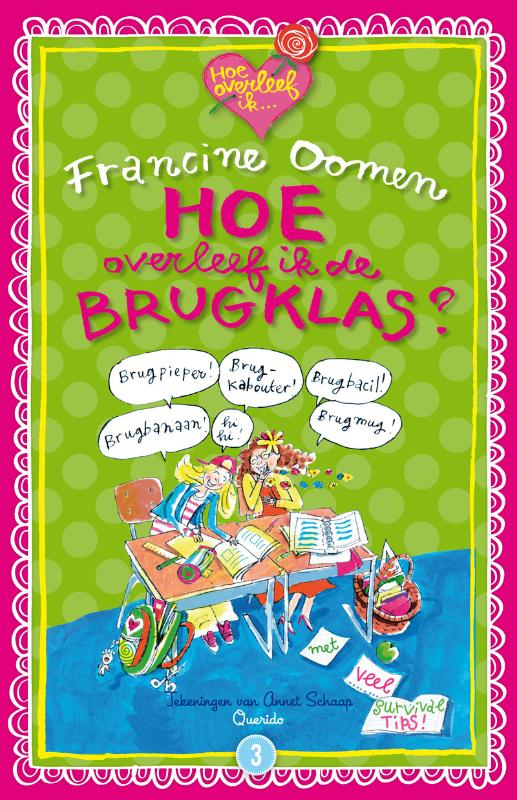 Hoe
overleef
ik...
Francine Oomen
HOE
overleef ik de
BRUGKLAS?
Brugpieper!
Brug-
kabouter!
Brugbacil!
Brugbanaan!
hi
hi!
Brugmug!
met
veel
survival
TIPS!
Tekeningen van Annet Schaap
Querido
3